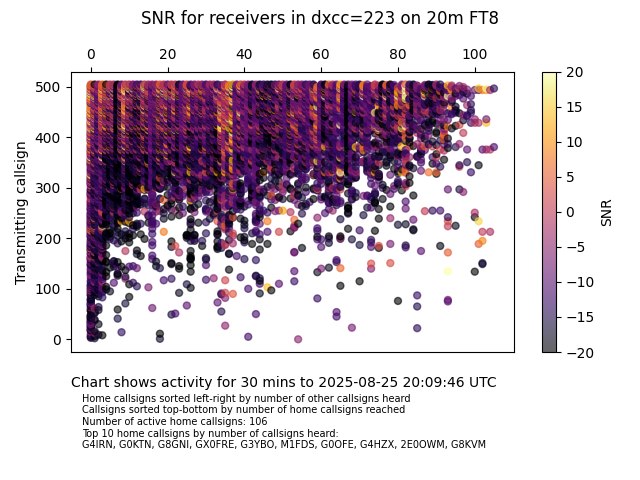 SNR for receivers in dxcc=223 on 20m FT8
0 20 40 60 80 100
500
400
300
200
100
0
Transmitting callsign
20
15
10
5
0
−5
−10
−15
−20
SNR
Chart shows activity for 30 mins to 2025-08-25 20:09:46 UTC
Home callsigns sorted left-right by number of other callsigns heard
Callsigns sorted top-bottom by number of home callsigns reached
Number of active home callsigns: 106
Top 10 home callsigns by number of callsigns heard:
G4IRN, G0KTN, G8GNI, GX0FRE, G3YBO, M1FDS, G0OFE, G4HZX, 2E0OWM, G8KVM